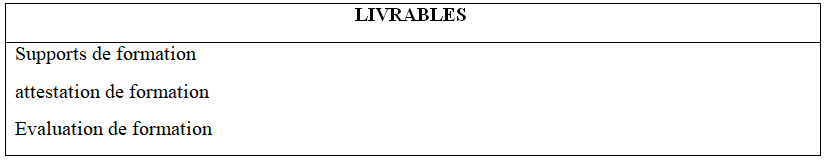 LIVRABLES
Supports de formation
attestation de formation
Evaluation de formation